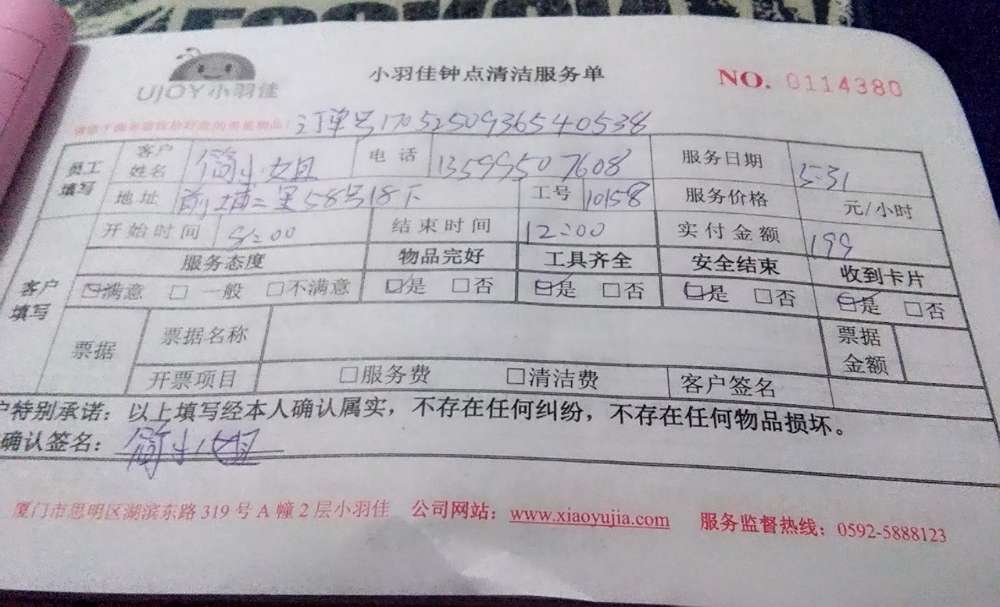 UJOY小羽佳
小羽佳钟点清洁服务单
NO. 0114380
订单号1705250936540538
员工填写 客户姓名 简小姐 电话 13599507608 服务日期 5.31
地址 前埔二里58号18下 工号 10158 服务价格 元/小时
开始时间 9:00 结束时间 12:00 实付金额 199
客户填写 服务态度 物品完好 工具齐全 安全结束 收到卡片
☑满意 □一般 □不满意 ☑是 □否 ☑是 □否 ☑是 □否 ☑是 □否
票据 票据名称 票据金额
开票项目 □服务费 □清洁费 客户签名
户特别承诺：以上填写经本人确认属实，不存在任何纠纷，不存在任何物品损坏。
确认签名：简小姐
厦门市思明区湖滨东路319号A幢2层小羽佳 公司网站：www.xiaoyujia.com 服务监督热线：0592-5888123